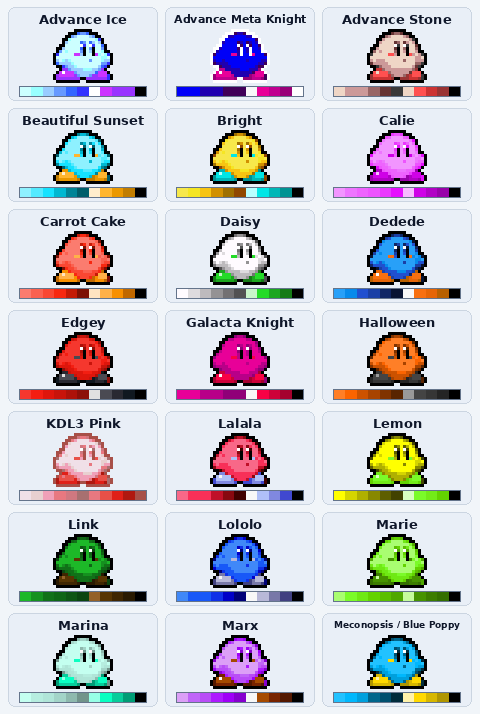 Advance Ice
Advance Meta Knight
Advance Stone
Beautiful Sunset
Bright
Calie
Carrot Cake
Daisy
Dedede
Edgey
Galacta Knight
Halloween
KDL3 Pink
Lalala
Lemon
Link
Lololo
Marie
Marina
Marx
Meconopsis / Blue Poppy